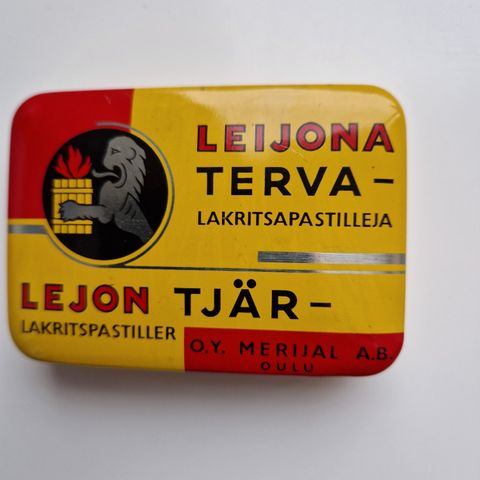 LEIJONA
TERVA –
LAKRITSAPASTILLEJA
LEJON TJÄR –
LAKRITSPASTILLER
O.Y. MERIJAL A.B.
OULU